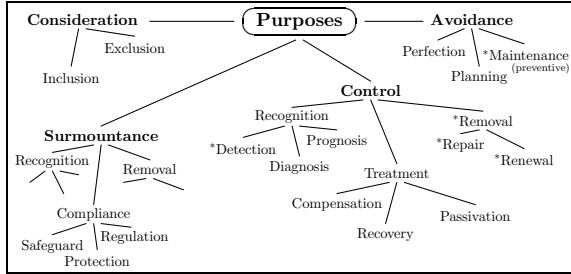 Consideration Purposes Avoidance
Exclusion
Inclusion
Perfection
*Maintenance
(preventive)
Planning
Control
Recognition
*Detection
Prognosis
Diagnosis
*Removal
*Repair
*Renewal
Treatment
Compensation
Recovery
Passivation
Surmountance
Recognition
Removal
Compliance
Safeguard
Regulation
Protection